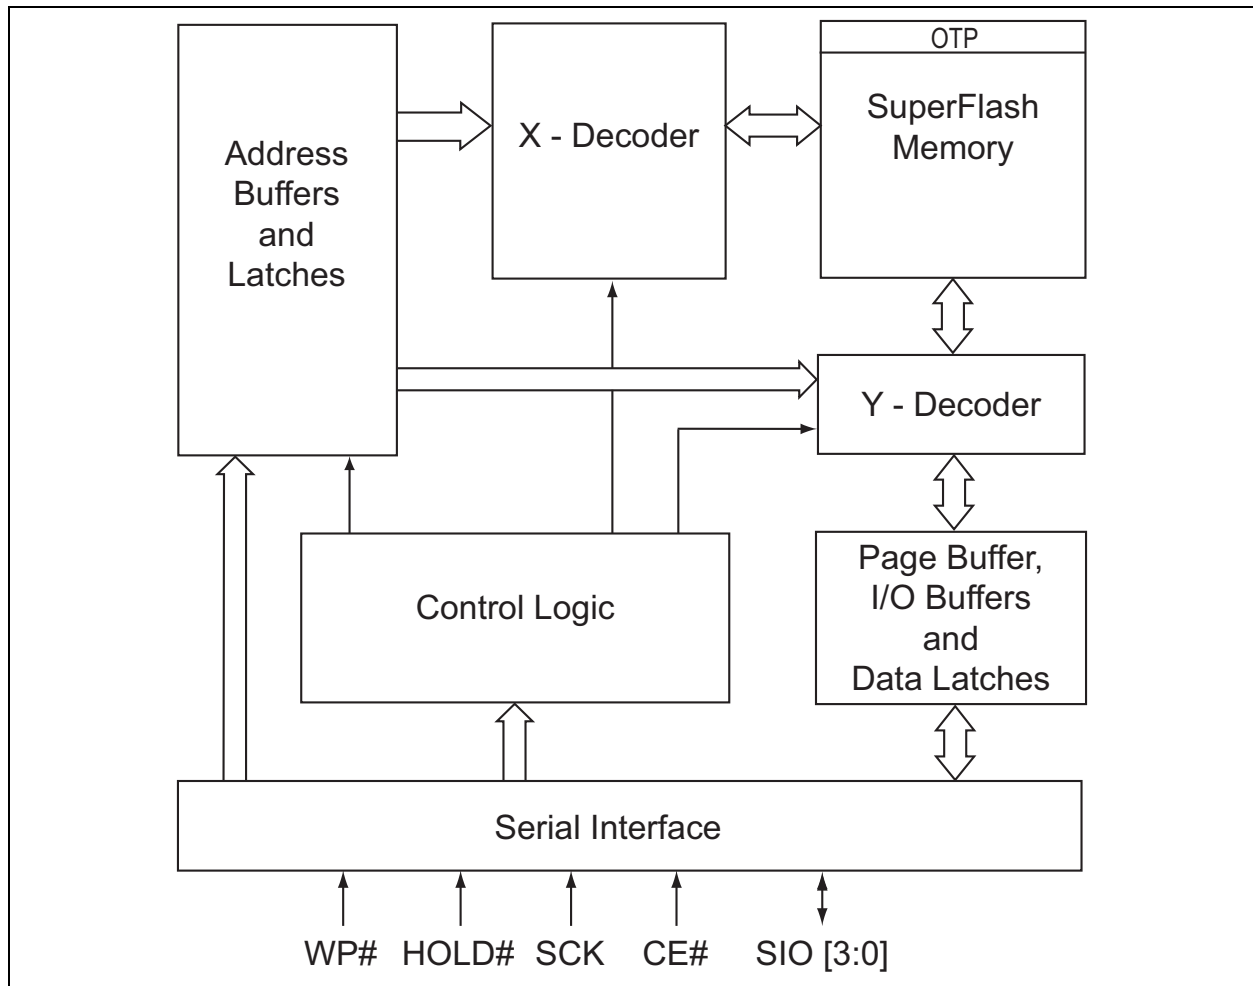 OTP
SuperFlash
Memory
X - Decoder
Address
Buffers
and
Latches
Y - Decoder
Control Logic
Page Buffer,
I/O Buffers
and
Data Latches
Serial Interface
WP# HOLD# SCK CE# SIO [3:0]